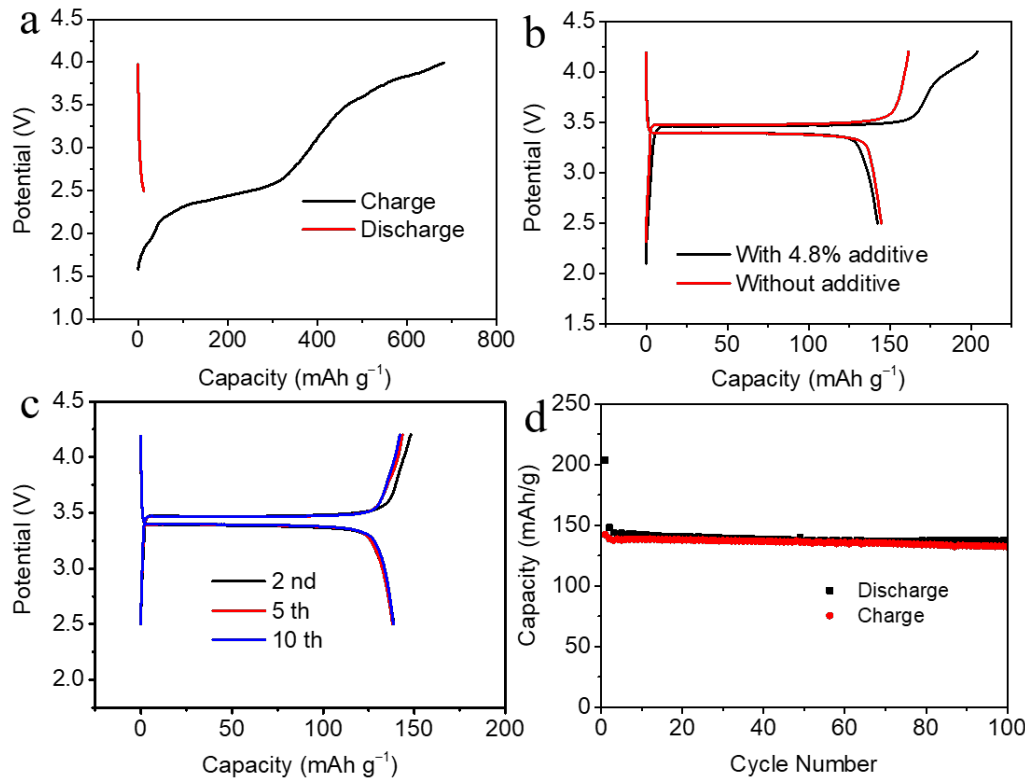 a
4.5
4.0
3.5
3.0
2.5
2.0
1.5
1.0
Potential (V)
Charge
Discharge
0 200 400 600 800
Capacity (mAh g⁻¹)
b
4.5
4.0
3.5
3.0
2.5
2.0
1.5
Potential (V)
With 4.8% additive
Without additive
0 50 100 150 200
Capacity (mAh g⁻¹)
c
4.5
4.0
3.5
3.0
2.5
2.0
Potential (V)
2 nd
5 th
10 th
0 50 100 150 200
Capacity (mAh g⁻¹)
d
250
200
150
100
50
0
Capacity (mAh/g)
Discharge
Charge
0 20 40 60 80 100
Cycle Number